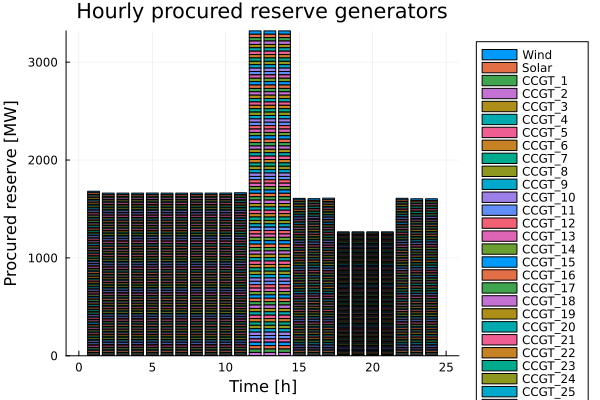 Hourly procured reserve generators
Procured reserve [MW]
3000
2000
1000
0
0 5 10 15 20 25
Time [h]
Wind
Solar
CCGT_1
CCGT_2
CCGT_3
CCGT_4
CCGT_5
CCGT_6
CCGT_7
CCGT_8
CCGT_9
CCGT_10
CCGT_11
CCGT_12
CCGT_13
CCGT_14
CCGT_15
CCGT_16
CCGT_17
CCGT_18
CCGT_19
CCGT_20
CCGT_21
CCGT_22
CCGT_23
CCGT_24
CCGT_25